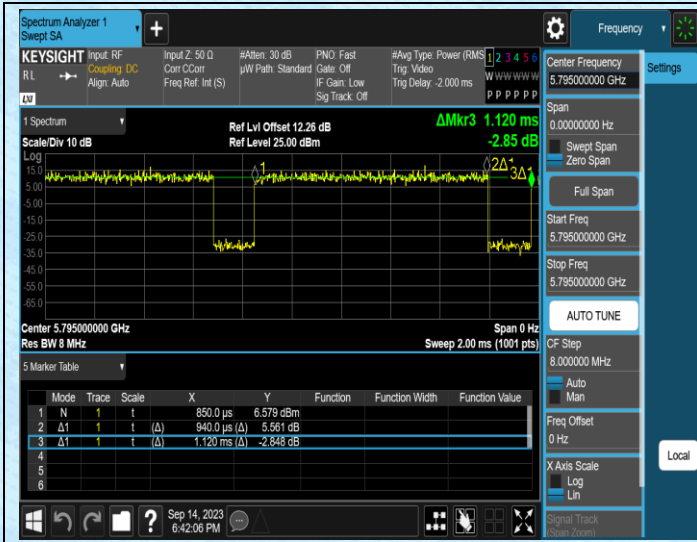 Spectrum Analyzer 1
Swept SA
Frequency
KEYSIGHT
RL
LXI
Input: RF
Coupling: DC
Align: Auto
Input Z: 50 Ω
Corr CCorr
Freq Ref: Int (S)
#Atten: 30 dB
µW Path: Standard
PNO: Fast
Gate: Off
IF Gain: Low
Sig Track: Off
#Avg Type: Power (RMS
Trig: Video
Trig Delay: -2.000 ms
1 2 3 4 5 6
W W W W W W
P P P P P P
1 Spectrum
Scale/Div 10 dB
Ref Lvl Offset 12.26 dB
Ref Level 25.00 dBm
ΔMkr3 1.120 ms
-2.85 dB
Log
15.0
5.00
-5.00
-15.0
-25.0
-35.0
-45.0
-55.0
-65.0
1
2Δ1
3Δ1
Center 5.795000000 GHz
Res BW 8 MHz
Span 0 Hz
Sweep 2.00 ms (1001 pts)
5 Marker Table
Mode Trace Scale X Y Function Function Width Function Value
1 N 1 t 850.0 µs 6.579 dBm
2 Δ1 1 t (Δ) 940.0 µs (Δ) 5.561 dB
3 Δ1 1 t (Δ) 1.120 ms (Δ) -2.848 dB
4
5
6
Sep 14, 2023
6:42:06 PM
Center Frequency
5.795000000 GHz
Span
0.00000000 Hz
Swept Span
Zero Span
Full Span
Start Freq
5.795000000 GHz
Stop Freq
5.795000000 GHz
AUTO TUNE
CF Step
8.000000 MHz
Auto
Man
Freq Offset
0 Hz
X Axis Scale
Log
Lin
Signal Track
(Span Zoom)
Settings
Local